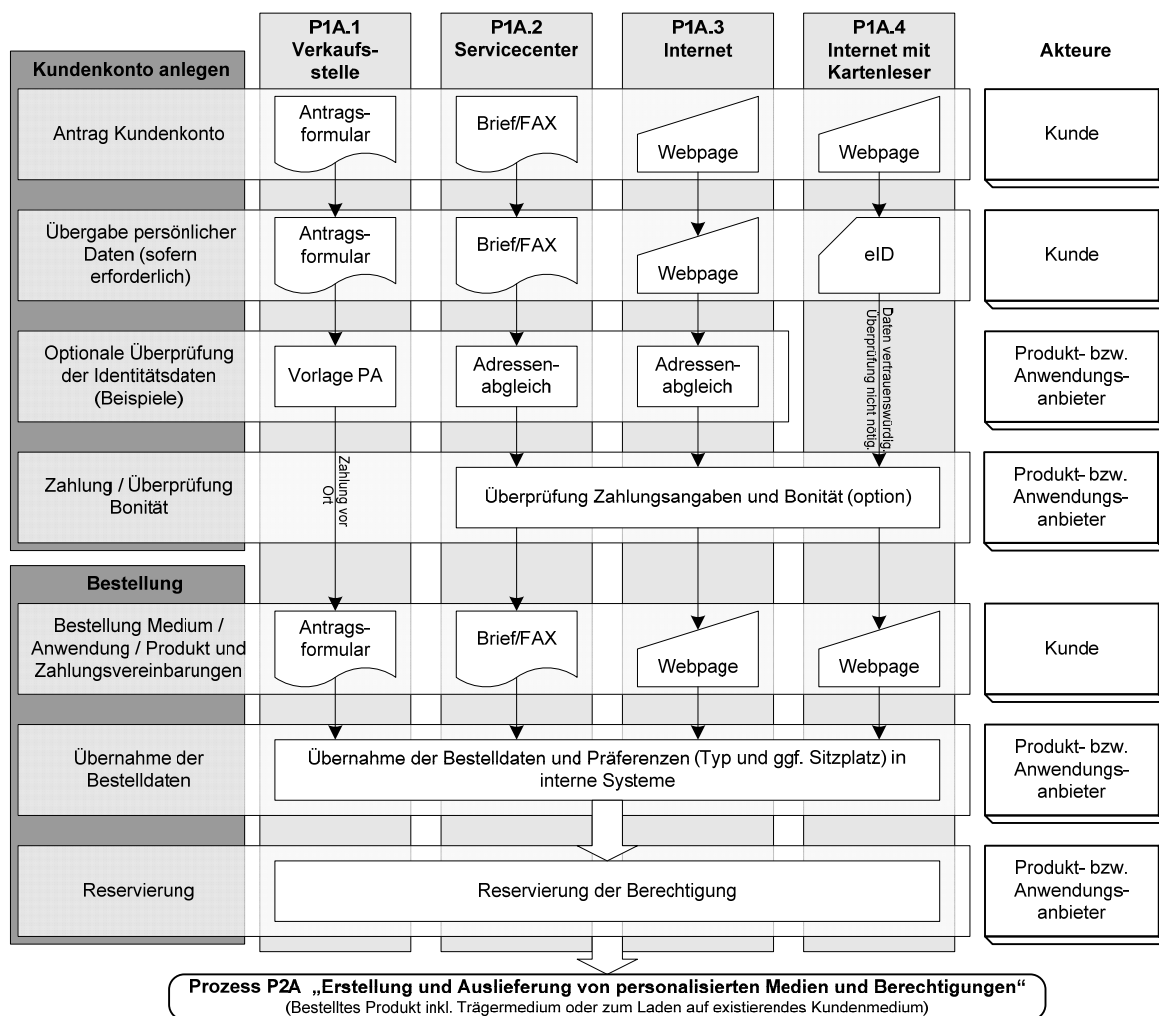 P1A.1
Verkaufs-
stelle
P1A.2
Servicecenter
P1A.3
Internet
P1A.4
Internet mit
Kartenleser
Akteure
Kundenkonto anlegen
Antrag Kundenkonto
Antrags-
formular
Brief/FAX
Webpage
Webpage
Kunde
Übergabe persönlicher
Daten (sofern
erforderlich)
Antrags-
formular
Brief/FAX
Webpage
eID
Kunde
Optionale Überprüfung
der Identitätsdaten
(Beispiele)
Vorlage PA
Adressen-
abgleich
Adressen-
abgleich
Daten vertrauenswürdig,
Überprüfung nicht nötig.
Produkt- bzw.
Anwendungs-
anbieter
Zahlung / Überprüfung
Bonität
Zahlung vor
Ort
Überprüfung Zahlungsangaben und Bonität (option)
Produkt- bzw.
Anwendungs-
anbieter
Bestellung
Bestellung Medium /
Anwendung / Produkt und
Zahlungsvereinbarungen
Antrags-
formular
Brief/FAX
Webpage
Webpage
Kunde
Übernahme der
Bestelldaten
Übernahme der Bestelldaten und Präferenzen (Typ und ggf. Sitzplatz) in
interne Systeme
Produkt- bzw.
Anwendungs-
anbieter
Reservierung
Reservierung der Berechtigung
Produkt- bzw.
Anwendungs-
anbieter
Prozess P2A „Erstellung und Auslieferung von personalisierten Medien und Berechtigungen“
(Bestelltes Produkt inkl. Trägermedium oder zum Laden auf existierendes Kundenmedium)